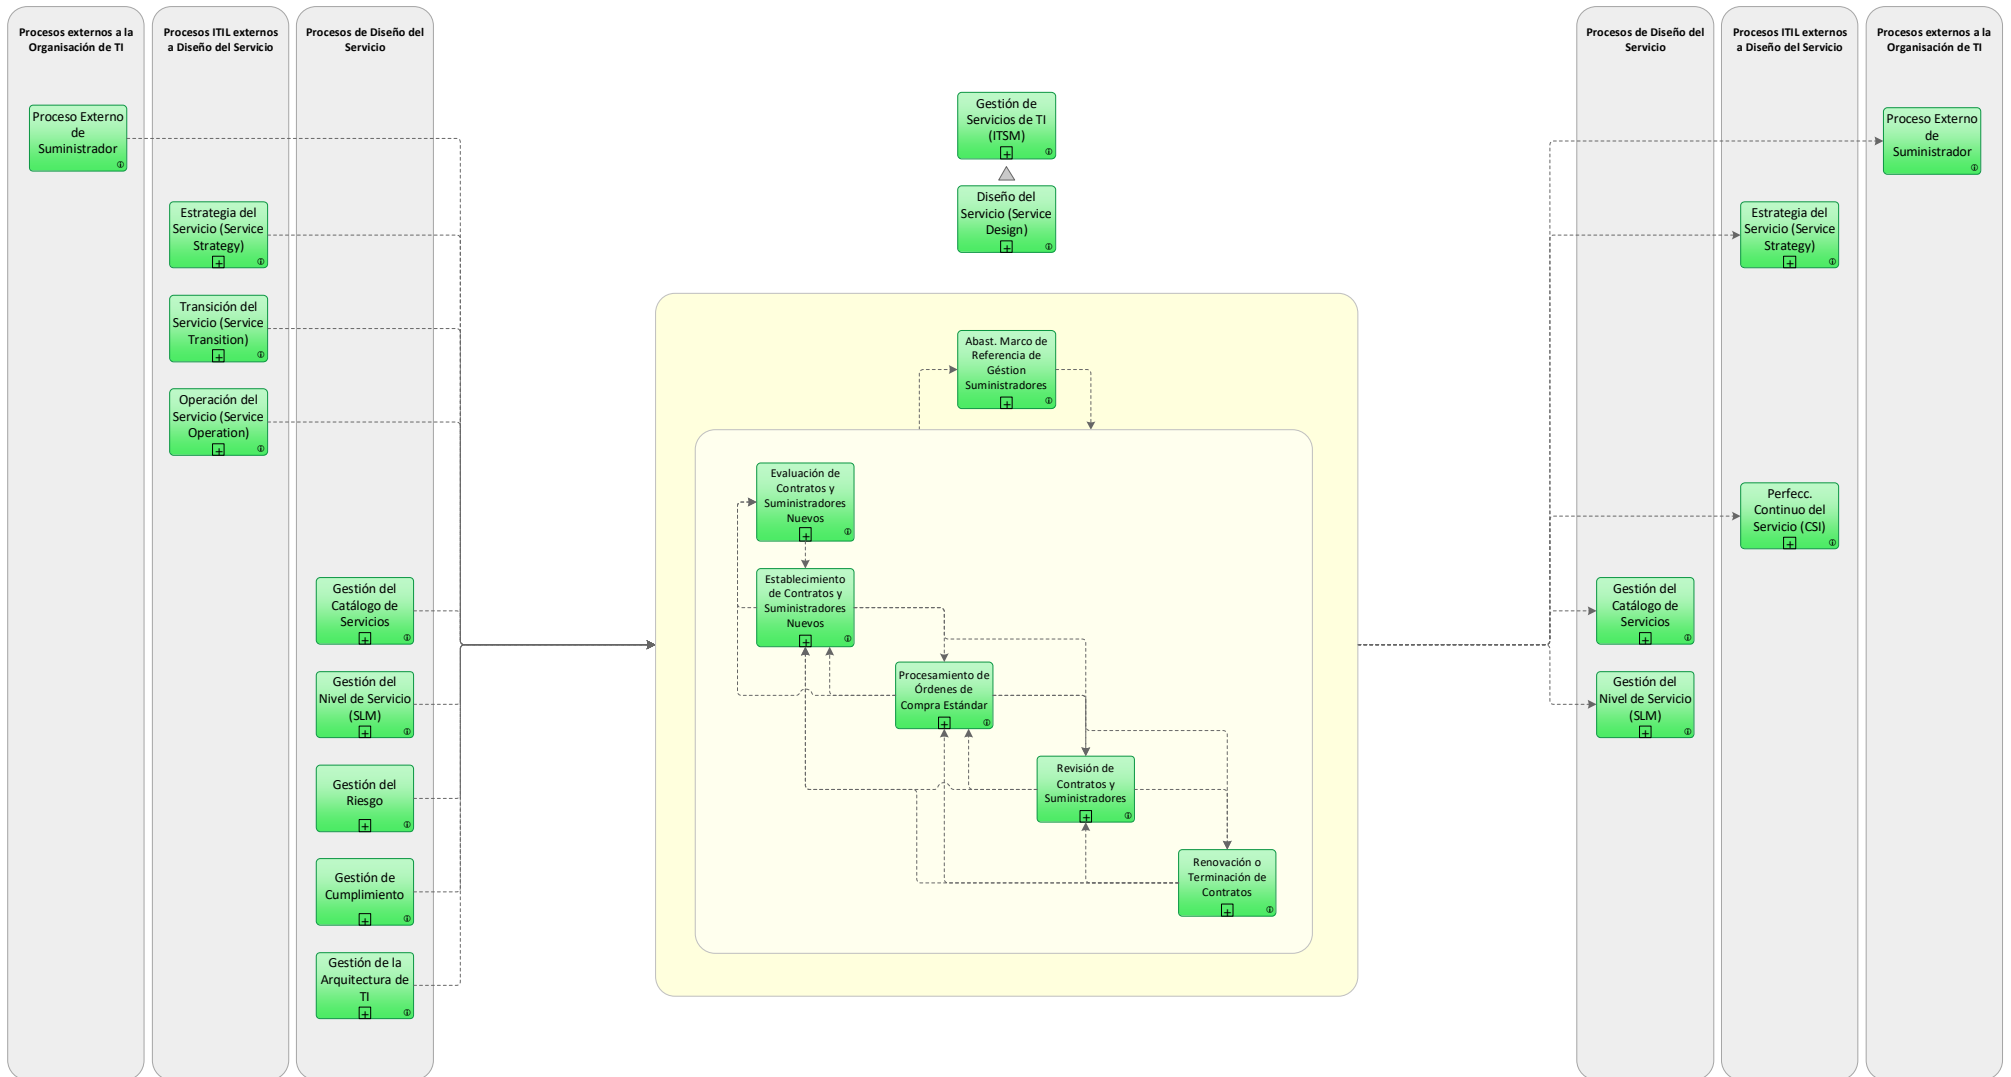 Procesos externos a la
Organisación de TI
Procesos ITIL externos
a Diseño del Servicio
Procesos de Diseño del
Servicio
Procesos de Diseño del
Servicio
Procesos ITIL externos
a Diseño del Servicio
Procesos externos a la
Organisación de TI
Proceso Externo
de
Suministrador
Estrategia del
Servicio (Service
Strategy)
Transición del
Servicio (Service
Transition)
Operación del
Servicio (Service
Operation)
Gestión del
Catálogo de
Servicios
Gestión del
Nivel de Servicio
(SLM)
Gestión del
Riesgo
Gestión de
Cumplimiento
Gestión de la
Arquitectura de
TI
Gestión de
Servicios de TI
(ITSM)
Diseño del
Servicio (Service
Design)
Abast. Marco de
Referencia de
Géstion
Suministradores
Evaluación de
Contratos y
Suministradores
Nuevos
Establecimiento
de Contratos y
Suministradores
Nuevos
Procesamiento de
Órdenes de
Compra Estándar
Revisión de
Contratos y
Suministradores
Renovación o
Terminación de
Contratos
Proceso Externo
de
Suministrador
Estrategia del
Servicio (Service
Strategy)
Perfecc.
Continuo del
Servicio (CSI)
Gestión del
Catálogo de
Servicios
Gestión del
Nivel de Servicio
(SLM)